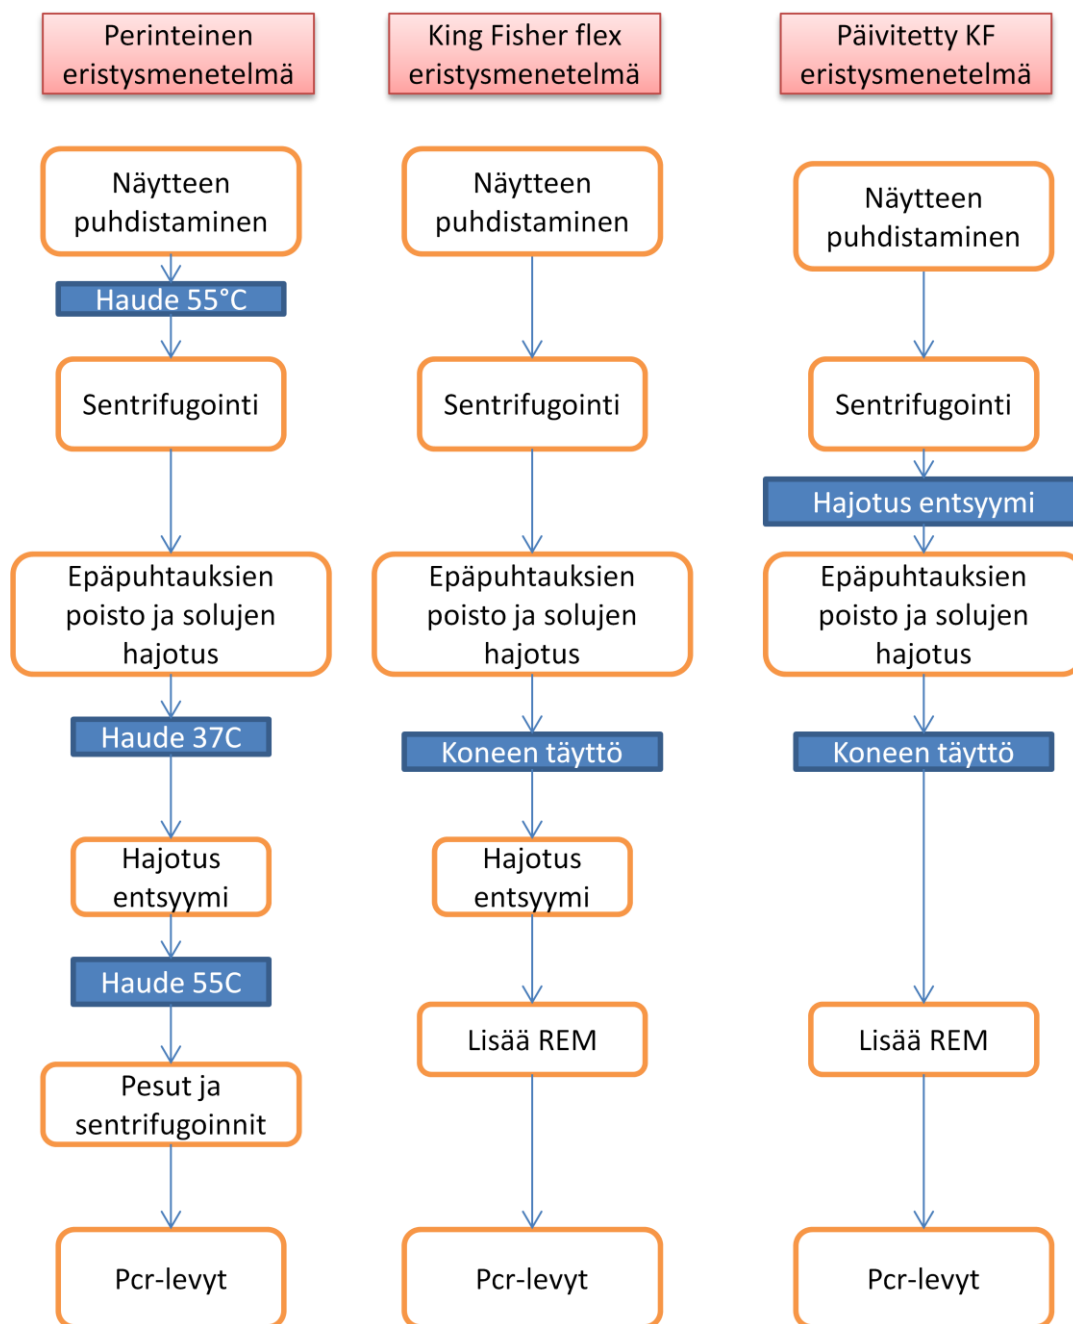 Perinteinen
eristysmenetelmä
Näytteen
puhdistaminen
Haude 55°C
Sentrifugointi
Epäpuhtauksien
poisto ja solujen
hajotus
Haude 37C
Hajotus
entsyymi
Haude 55C
Pesut ja
sentrifugoinnit
Pcr-levyt
King Fisher flex
eristysmenetelmä
Näytteen
puhdistaminen
Sentrifugointi
Epäpuhtauksien
poisto ja solujen
hajotus
Koneen täyttö
Hajotus
entsyymi
Lisää REM
Pcr-levyt
Päivitetty KF
eristysmenetelmä
Näytteen
puhdistaminen
Sentrifugointi
Hajotus entsyymi
Epäpuhtauksien
poisto ja solujen
hajotus
Koneen täyttö
Lisää REM
Pcr-levyt